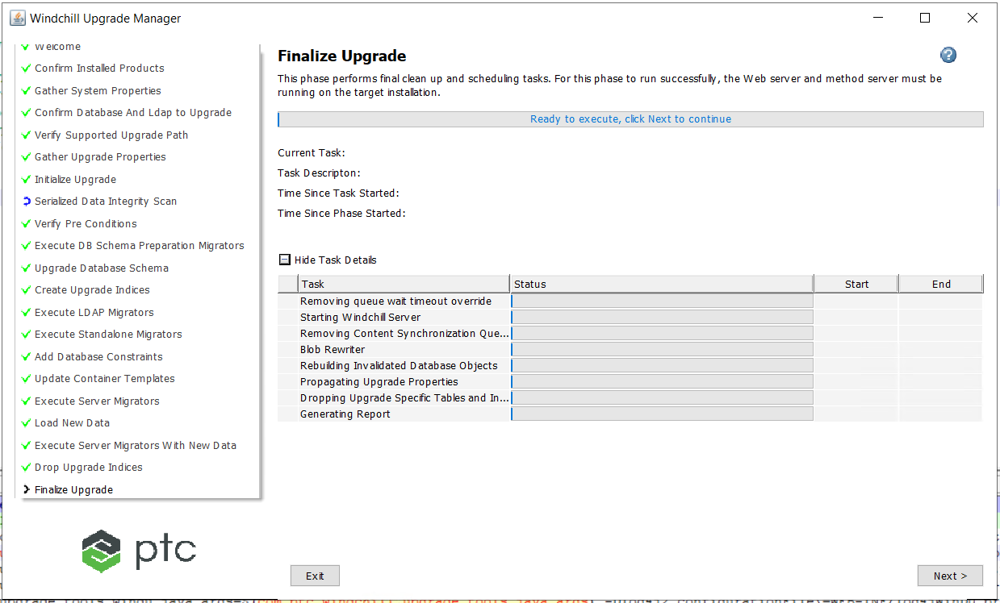 Windchill Upgrade Manager
Welcome
Confirm Installed Products
Gather System Properties
Confirm Database And Ldap to Upgrade
Verify Supported Upgrade Path
Gather Upgrade Properties
Initialize Upgrade
Serialized Data Integrity Scan
Verify Pre Conditions
Execute DB Schema Preparation Migrators
Upgrade Database Schema
Create Upgrade Indices
Execute LDAP Migrators
Execute Standalone Migrators
Add Database Constraints
Update Container Templates
Execute Server Migrators
Load New Data
Execute Server Migrators With New Data
Drop Upgrade Indices
Finalize Upgrade
ptc
Finalize Upgrade
?
This phase performs final clean up and scheduling tasks. For this phase to run successfully, the Web server and method server must be
running on the target installation.
Ready to execute, click Next to continue
Current Task:
Task Descripton:
Time Since Task Started:
Time Since Phase Started:
Hide Task Details
Task Status Start End
Removing queue wait timeout override
Starting Windchill Server
Removing Content Synchronization Que...
Blob Rewriter
Rebuilding Invalidated Database Objects
Propagating Upgrade Properties
Dropping Upgrade Specific Tables and In...
Generating Report
Exit
Next >